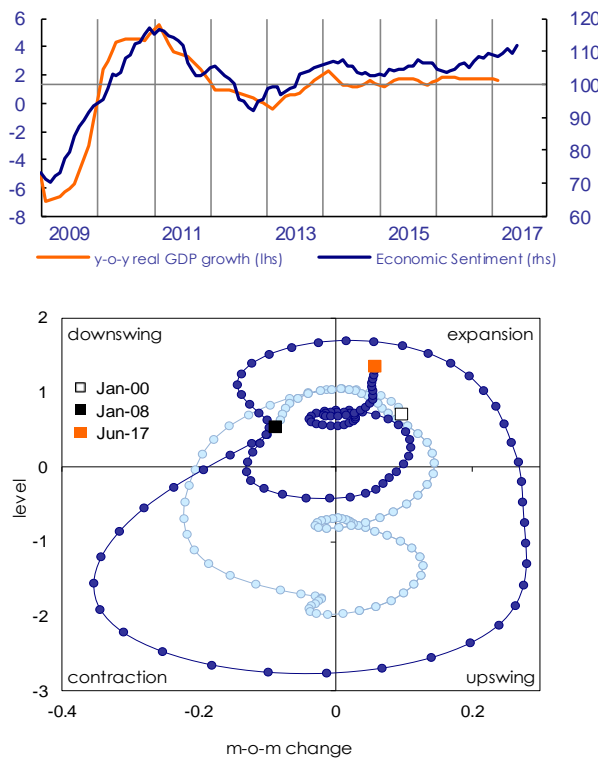 6
4
2
0
-2
-4
-6
-8
120
110
100
90
80
70
60
2009 2011 2013 2015 2017
y-o-y real GDP growth (lhs) Economic Sentiment (rhs)
2
1
0
-1
-2
-3
downswing expansion
Jan-00
Jan-08
Jun-17
level
contraction upswing
-0.4 -0.2 0 0.2
m-o-m change